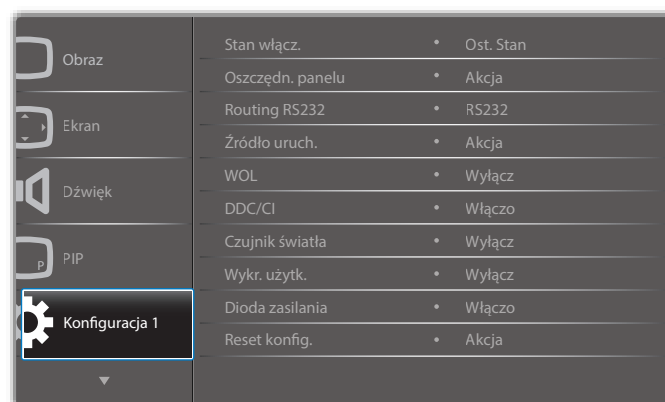 Obraz
Ekran
Dźwięk
PIP
P
Konfiguracja 1
Stan włącz. • Ost. Stan
Oszczędn. panelu • Akcja
Routing RS232 • RS232
Źródło uruch. • Akcja
WOL • Wyłącz
DDC/CI • Włączo
Czujnik światła • Wyłącz
Wykr. użytk. • Wyłącz
Dioda zasilania • Włączo
Reset konfig. • Akcja